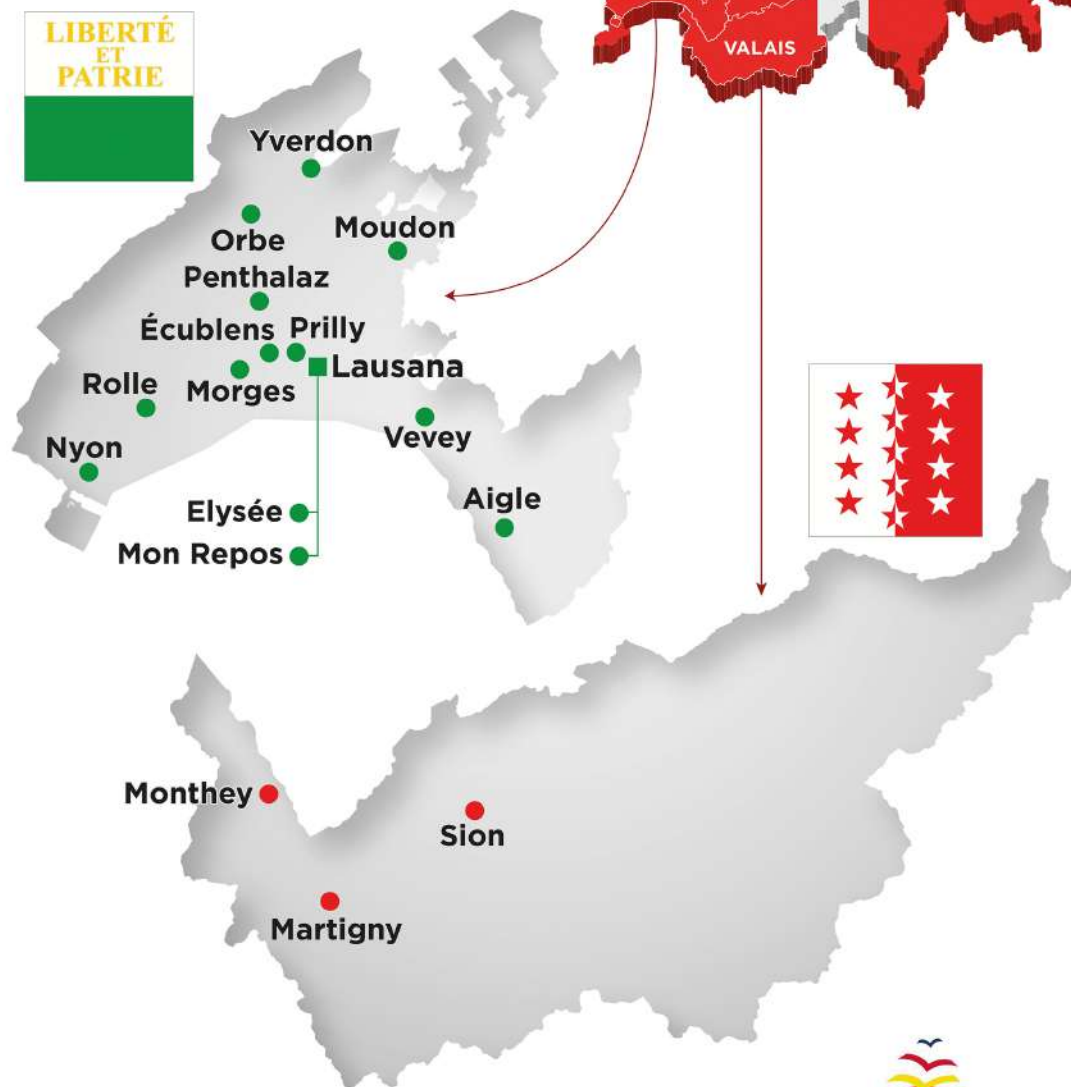 LIBERTÉ
ET
PATRIE
VALAIS
Yverdon
Orbe
Moudon
Penthalaz
Écublens
Prilly
Lausana
Morges
Rolle
Vevey
Nyon
Aigle
Elysée
Mon Repos
Monthey
Sion
Martigny